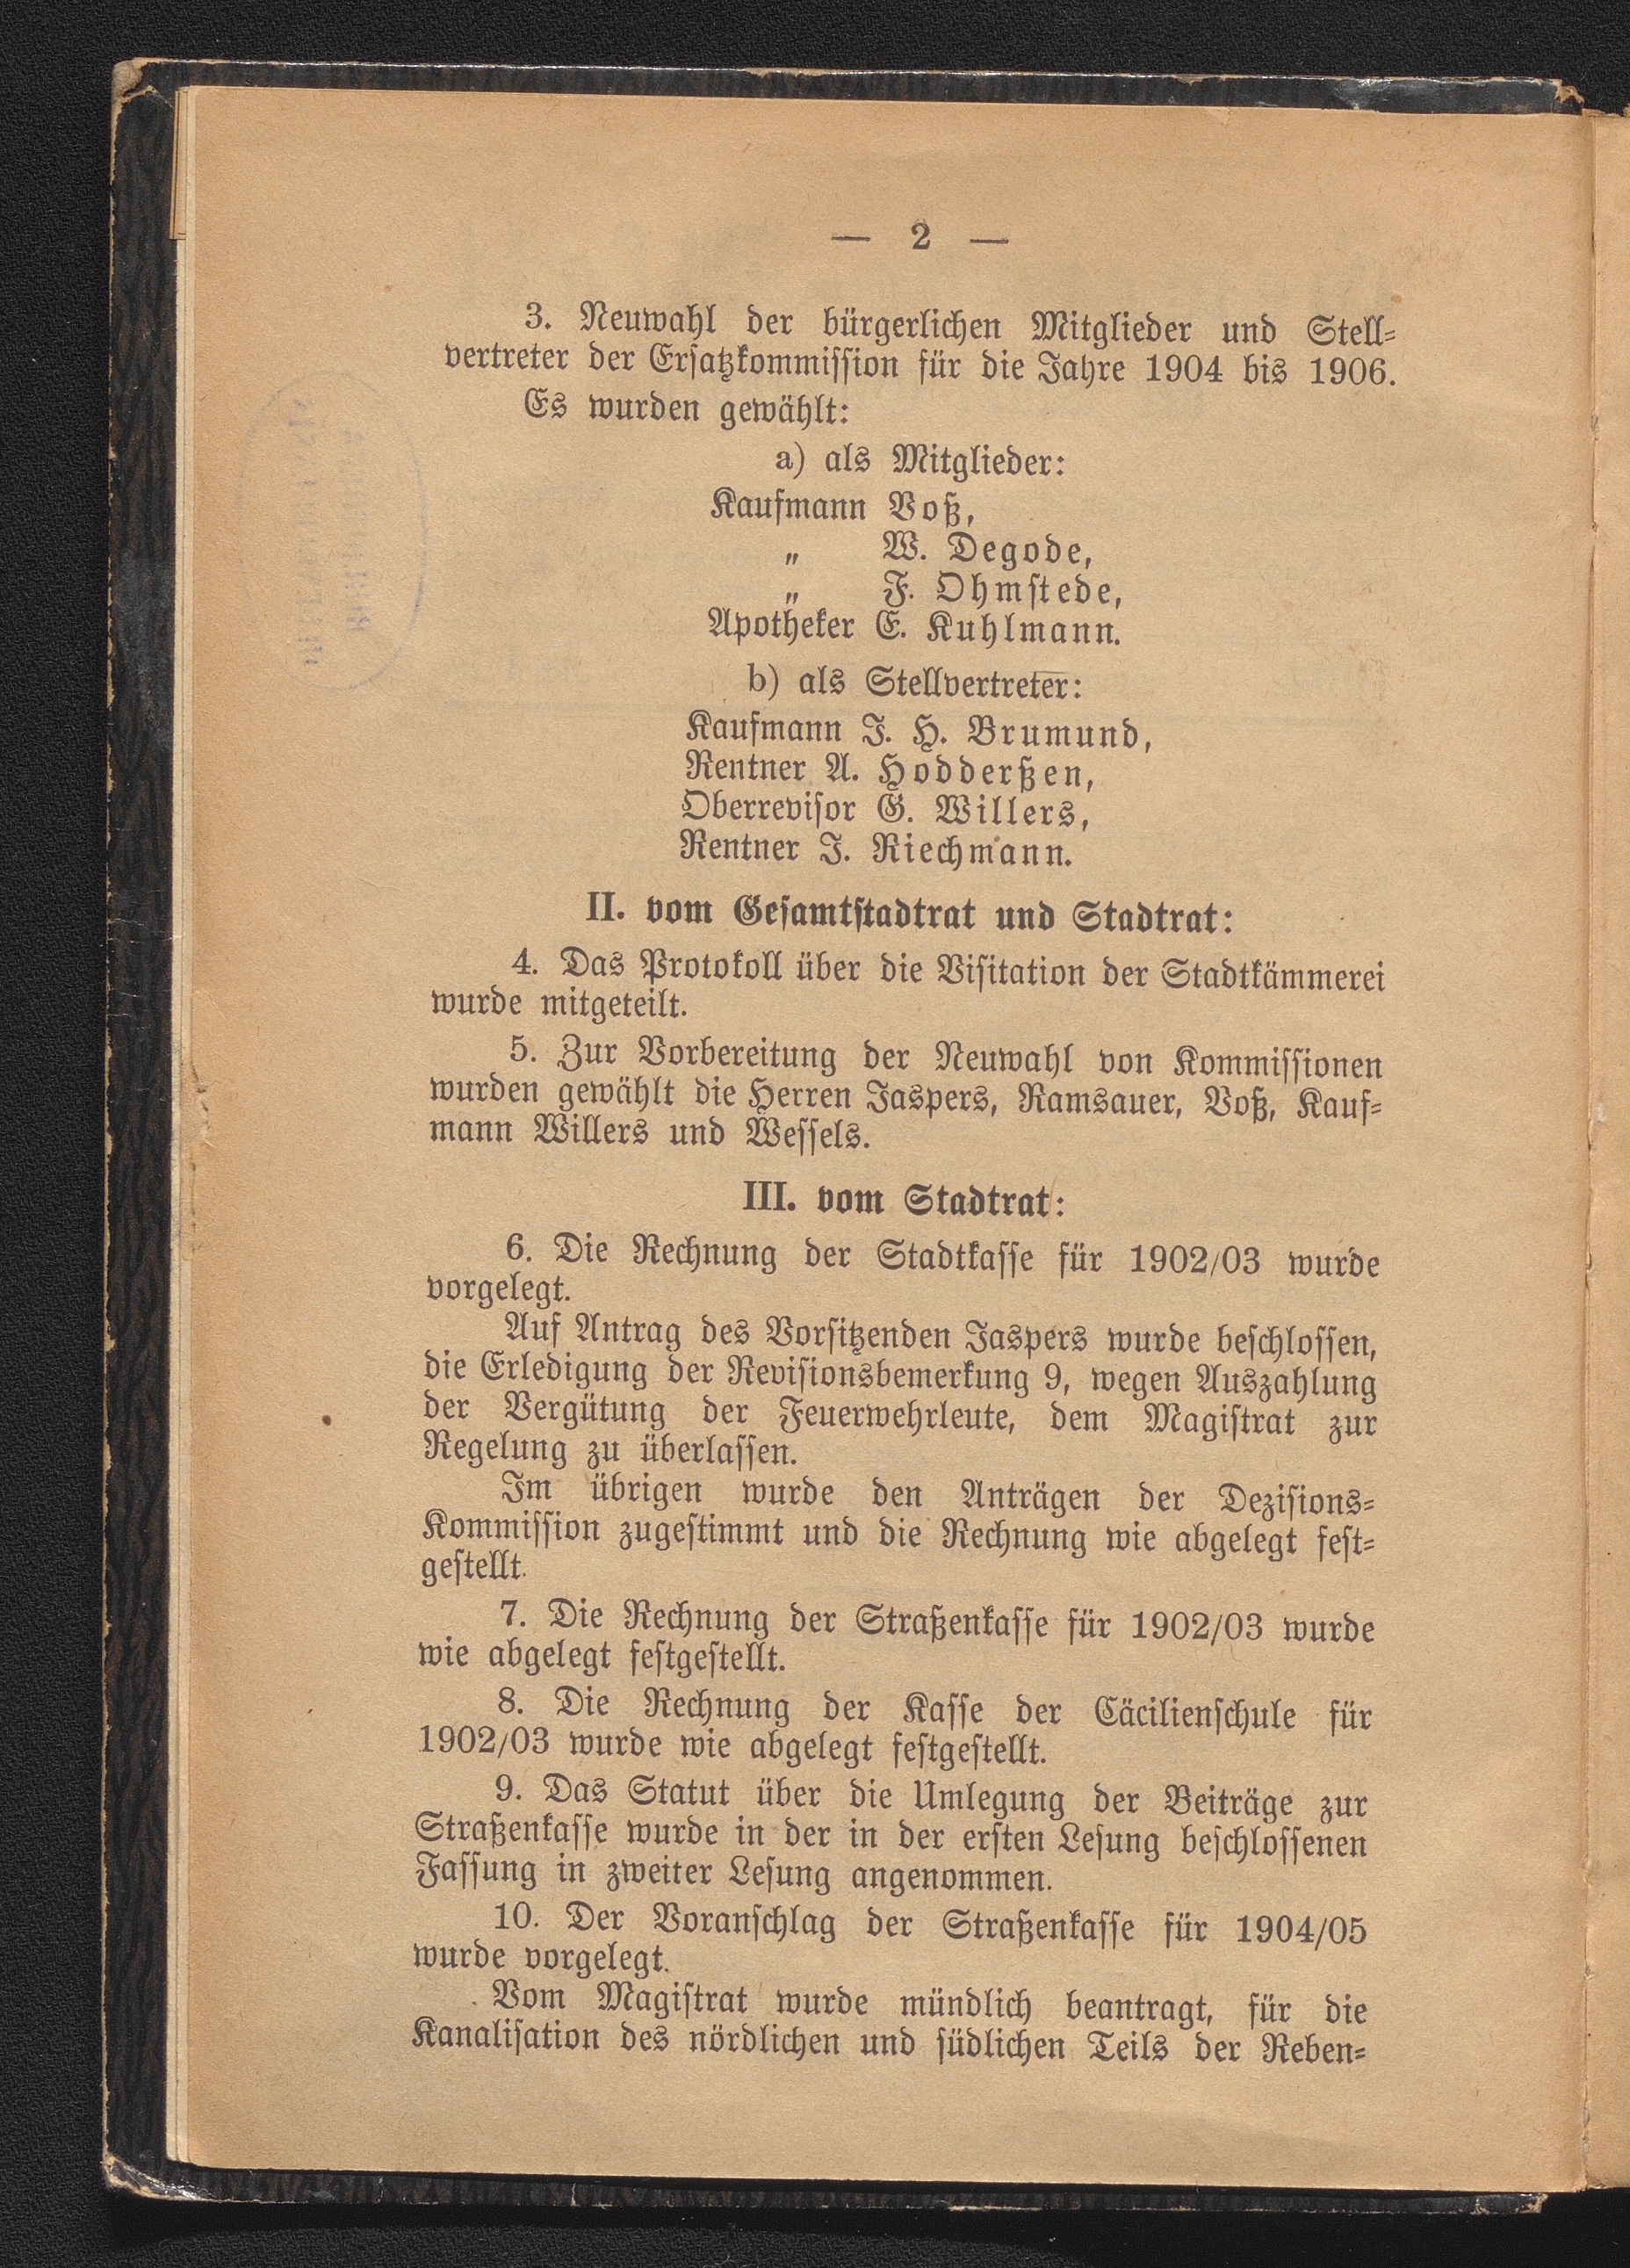 — 2 —
3. Neuwahl der bürgerlichen Mitglieder und Stell-
vertreter der Ersatzkommission für die Jahre 1904 bis 1906.
Es wurden gewählt:
a) als Mitglieder:
Kaufmann Voß,
„ W. Degode,
„ F. Ohmstede,
Apotheker E. Kuhlmann.
b) als Stellvertreter:
Kaufmann J. H. Brumund,
Rentner A. Hodderßen,
Oberrevisor G. Willers,
Rentner J. Riechmann.
II. vom Gesamtstadtrat und Stadtrat:
4. Das Protokoll über die Visitation der Stadtkämmerei
wurde mitgeteilt.
5. Zur Vorbereitung der Neuwahl von Kommissionen
wurden gewählt die Herren Jaspers, Ramsauer, Voß, Kauf-
mann Willers und Wessels.
III. vom Stadtrat:
6. Die Rechnung der Stadtkasse für 1902/03 wurde
vorgelegt.
Auf Antrag des Vorsitzenden Jaspers wurde beschlossen,
die Erledigung der Revisionsbemerkung 9, wegen Auszahlung
der Vergütung der Feuerwehrleute, dem Magistrat zur
Regelung zu überlassen.
Im übrigen wurde den Anträgen der Dezisions-
Kommission zugestimmt und die Rechnung wie abgelegt fest-
gestellt.
7. Die Rechnung der Straßenkasse für 1902/03 wurde
wie abgelegt festgestellt.
8. Die Rechnung der Kasse der Cäcilienschule für
1902/03 wurde wie abgelegt festgestellt.
9. Das Statut über die Umlegung der Beiträge zur
Straßenkasse wurde in der in der ersten Lesung beschlossenen
Fassung in zweiter Lesung angenommen.
10. Der Voranschlag der Straßenkasse für 1904/05
wurde vorgelegt.
Vom Magistrat wurde mündlich beantragt, für die
Kanalisation des nördlichen und südlichen Teils der Reben-